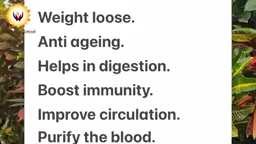 Weight loose.
Anti ageing.
Helps in digestion.
Boost immunity.
Improve circulation.
Purify the blood.